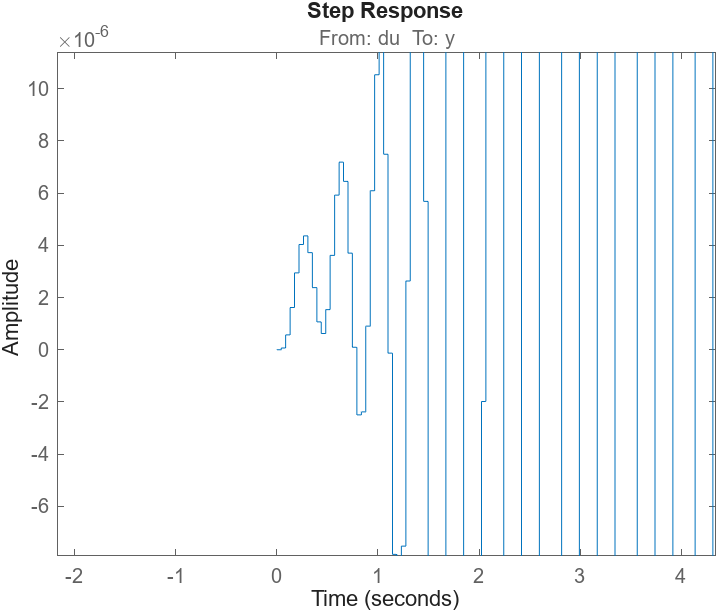 Step Response
From: du To: y
×10-6
10
8
6
4
2
0
-2
-4
-6
Amplitude
-2 -1 0 1 2 3 4
Time (seconds)